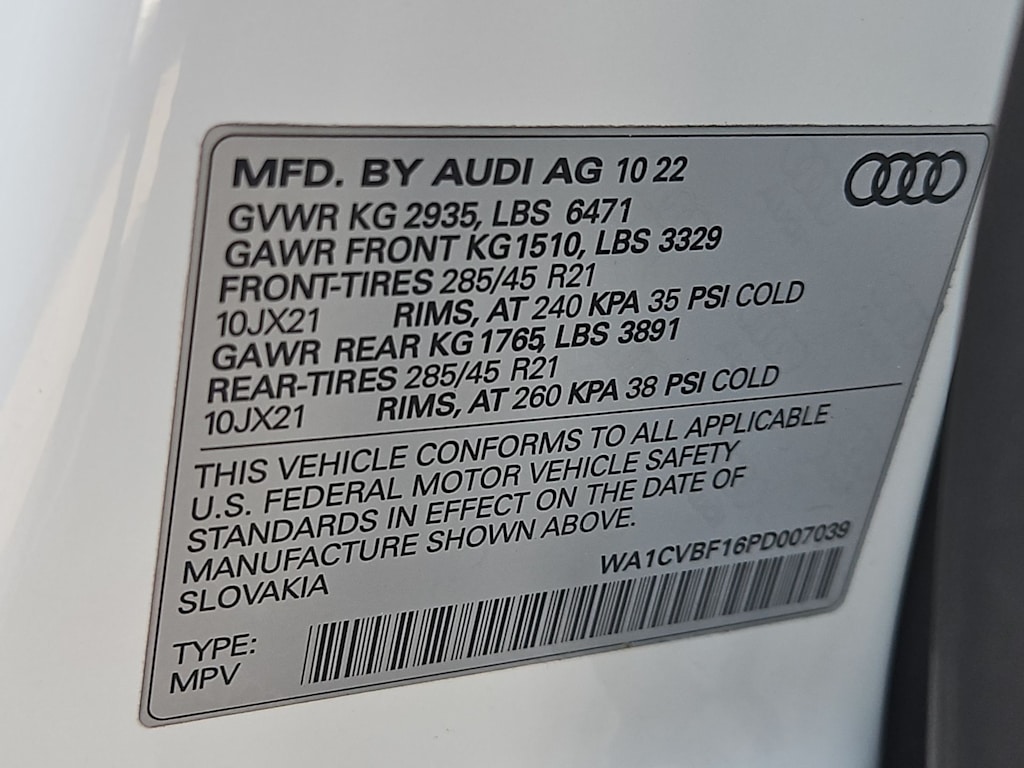 MFD. BY AUDI AG 10 22
GVWR KG 2935, LBS 6471
GAWR FRONT KG 1510, LBS 3329
FRONT-TIRES 285/45 R21
10JX21 RIMS, AT 240 KPA 35 PSI COLD
GAWR REAR KG 1765, LBS 3891
REAR-TIRES 285/45 R21
10JX21 RIMS, AT 260 KPA 38 PSI COLD
THIS VEHICLE CONFORMS TO ALL APPLICABLE
U.S. FEDERAL MOTOR VEHICLE SAFETY
STANDARDS IN EFFECT ON THE DATE OF
MANUFACTURE SHOWN ABOVE.
SLOVAKIA
WA1CVBF16PD007039
TYPE:
MPV